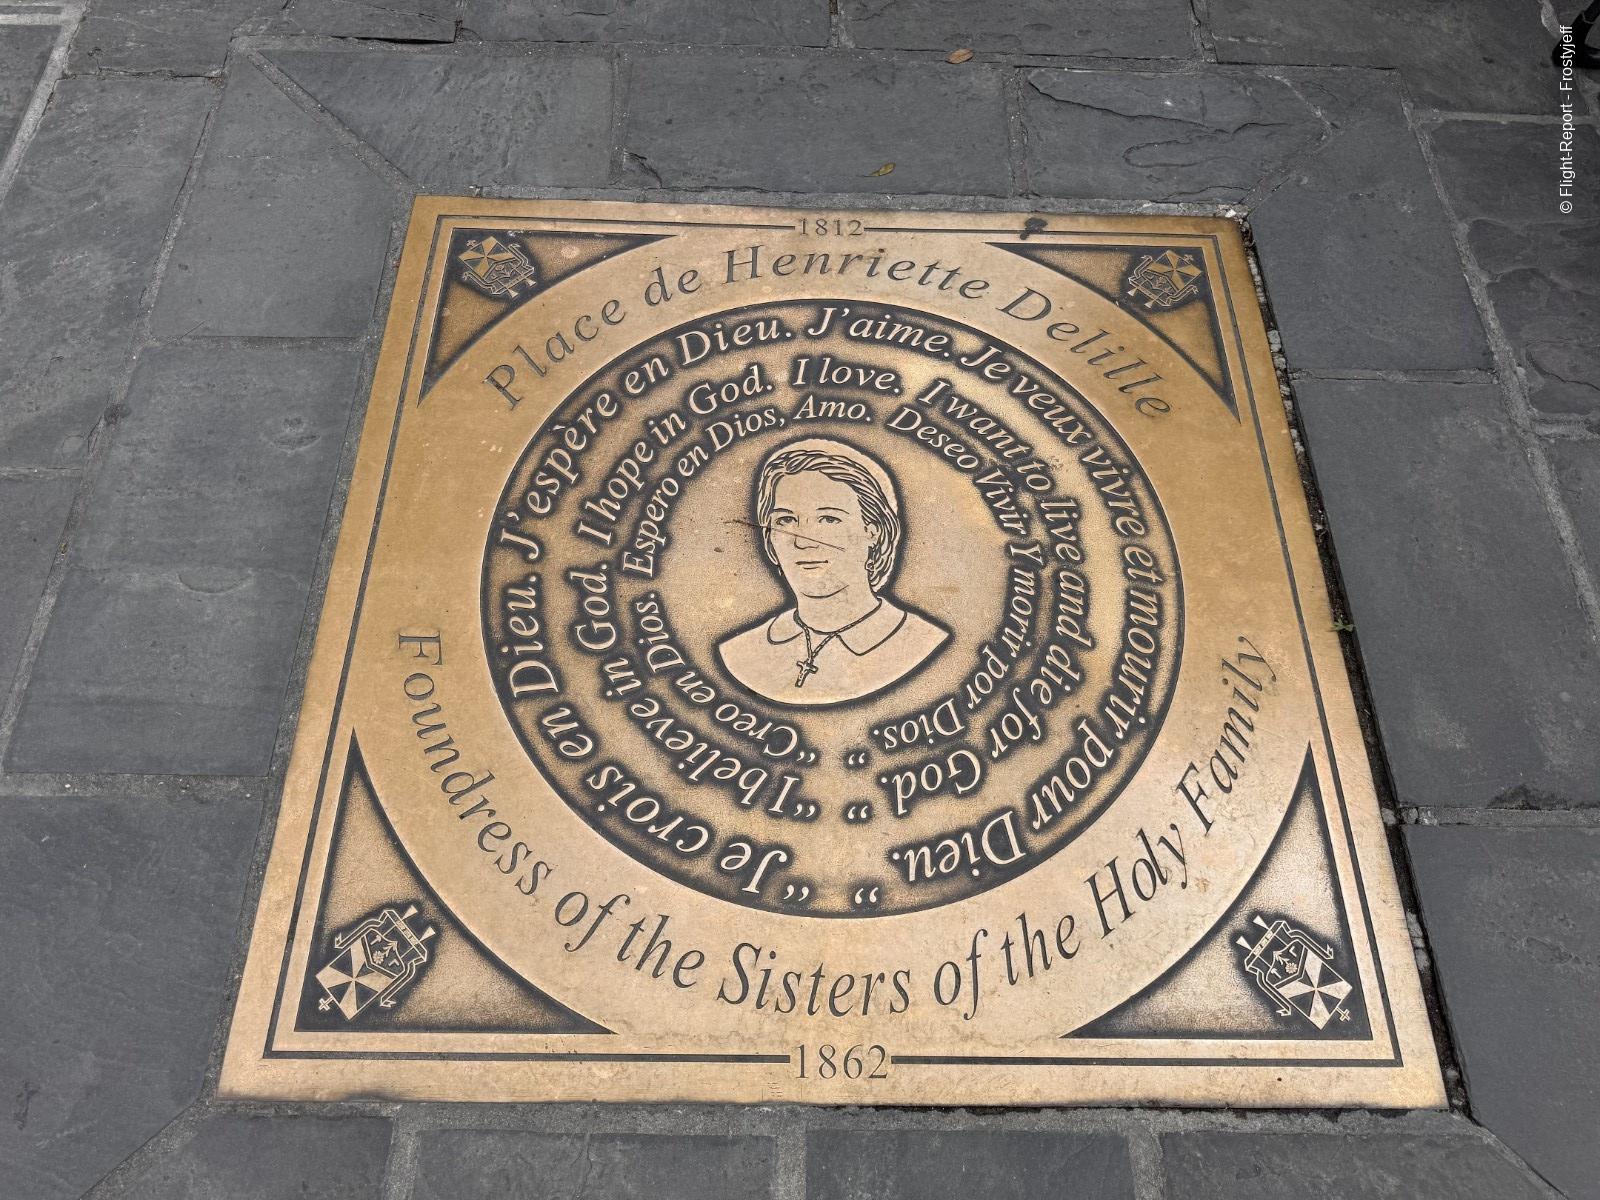 1812
Place de Henriette Delille
“Je crois en Dieu. J’espère en Dieu. J’aime. Je veux vivre et mourir pour Dieu.”
“I believe in God. I hope in God. I love. I want to live and die for God.”
“Creo en Dios. Espero en Dios, Amo. Deseo Vivir Y morir por Dios.”
Foundress of the Sisters of the Holy Family
1862
© Flight-Report - Frostyjeff